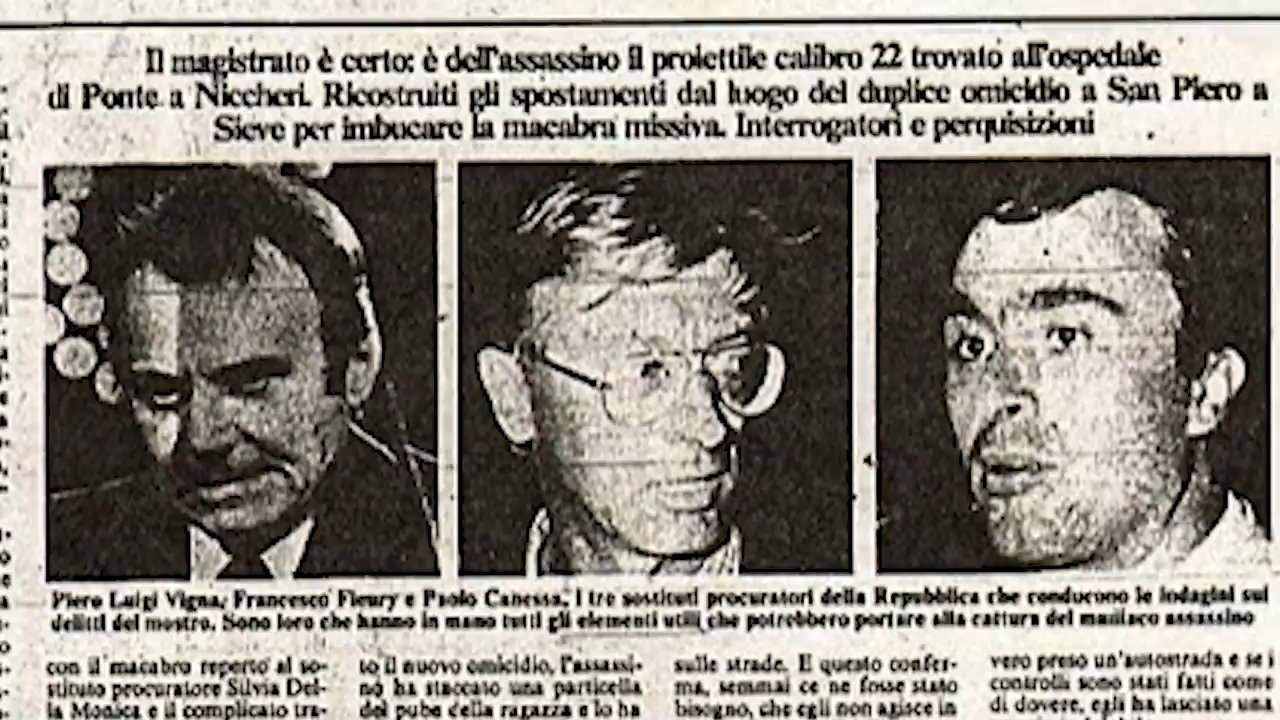 Il magistrato è certo: è dell'assassino il proiettile calibro 22 trovato all'ospedale
di Ponte a Niccheri. Ricostruiti gli spostamenti dal luogo del duplice omicidio a San Piero a
Sieve per imbucare la macabra missiva. Interrogatori e perquisizioni
Piero Luigi Vigna, Francesco Fleury e Paolo Canessa. I tre sostituti procuratori della Repubblica che conducono le indagini sui
delitti del mostro. Sono loro che hanno in mano tutti gli elementi utili che potrebbero portare alla cattura del maniaco assassino
con il macabro reperto al so-
stituto procuratore Silvia Del-
la Monica e il complicato tra-
to il nuovo omicidio, l'assassi-
no ha staccato una particella
del pube della ragazza e lo ha
sulle strade. E questo confer-
ma, semmai ce ne fosse stato
bisogno, che egli non agisce in
vero preso un'autostrada e se i
controlli sono stati fatti come
di dovere, egli ha lasciato una